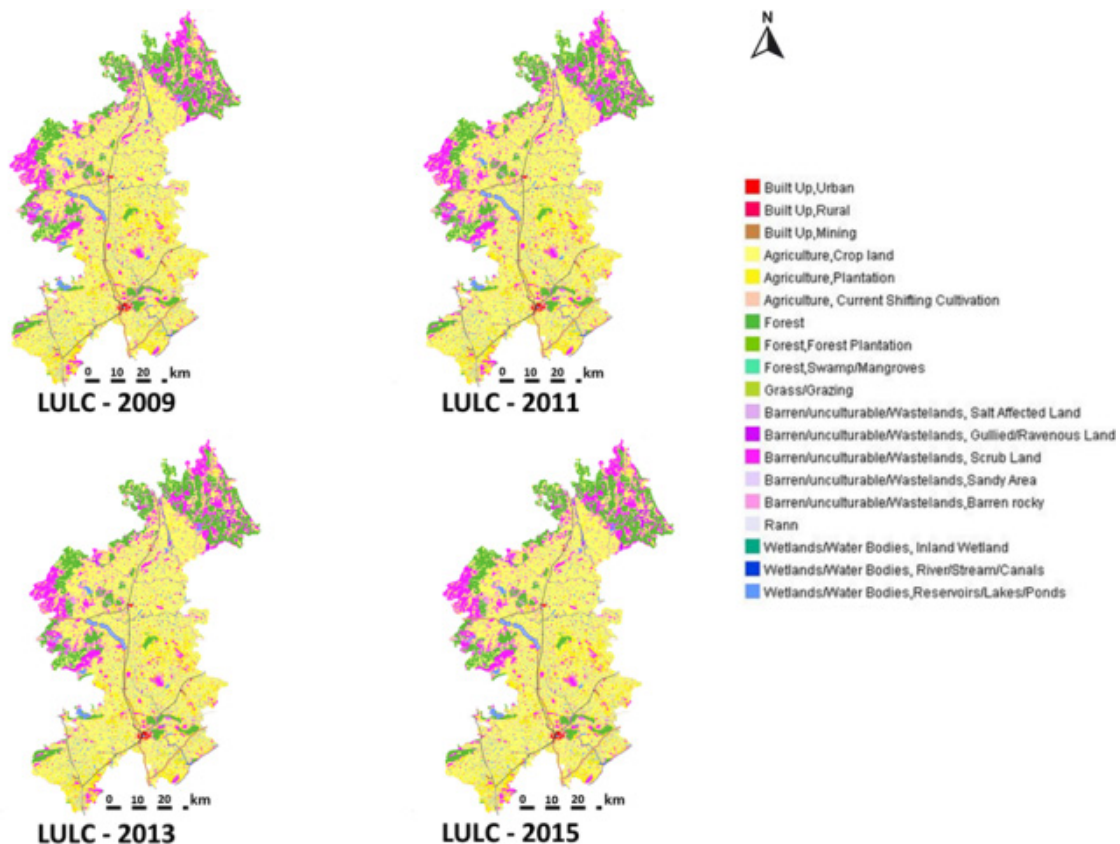 N
0 10 20 km
LULC - 2009
0 10 20 km
LULC - 2011
Built Up,Urban
Built Up,Rural
Built Up,Mining
Agriculture,Crop land
Agriculture,Plantation
Agriculture, Current Shifting Cultivation
Forest
Forest,Forest Plantation
Forest,Swamp/Mangroves
Grass/Grazing
Barren/unculturable/Wastelands, Salt Affected Land
Barren/unculturable/Wastelands, Gullied/Ravenous Land
Barren/unculturable/Wastelands, Scrub Land
Barren/unculturable/Wastelands,Sandy Area
Barren/unculturable/Wastelands,Barren rocky
Rann
Wetlands/Water Bodies, Inland Wetland
Wetlands/Water Bodies, River/Stream/Canals
Wetlands/Water Bodies,Reservoirs/Lakes/Ponds
0 10 20 km
LULC - 2013
0 10 20 km
LULC - 2015